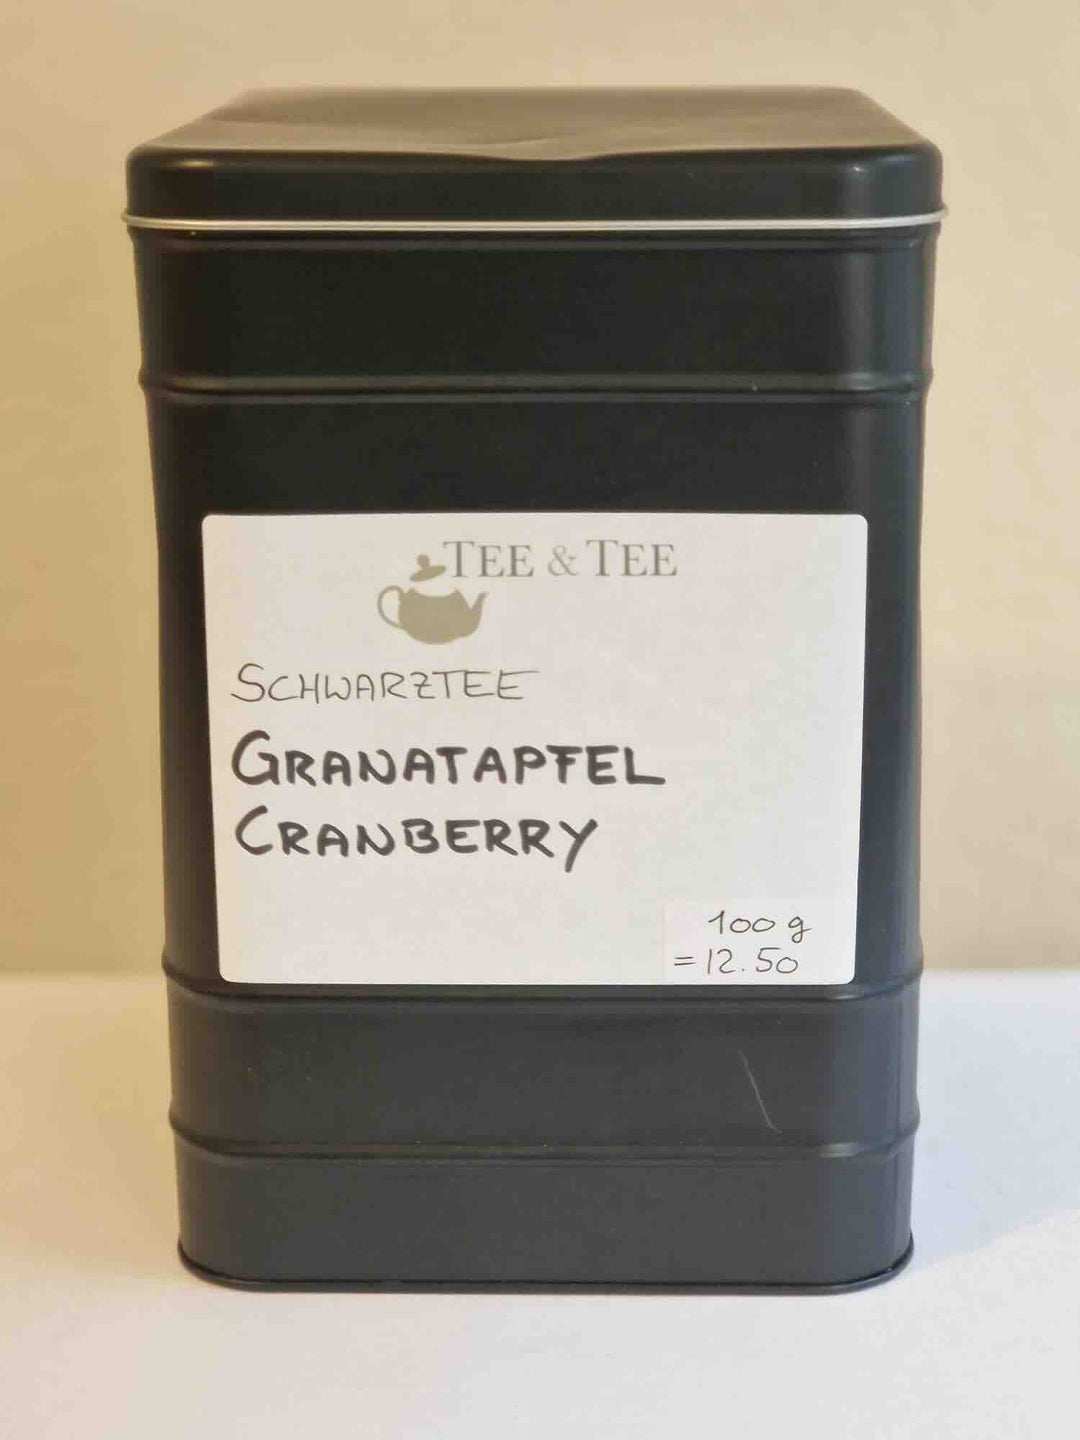 TEE & TEE
SCHWARZTEE
GRANATAPFEL
CRANBERRY
100 g
= 12.50